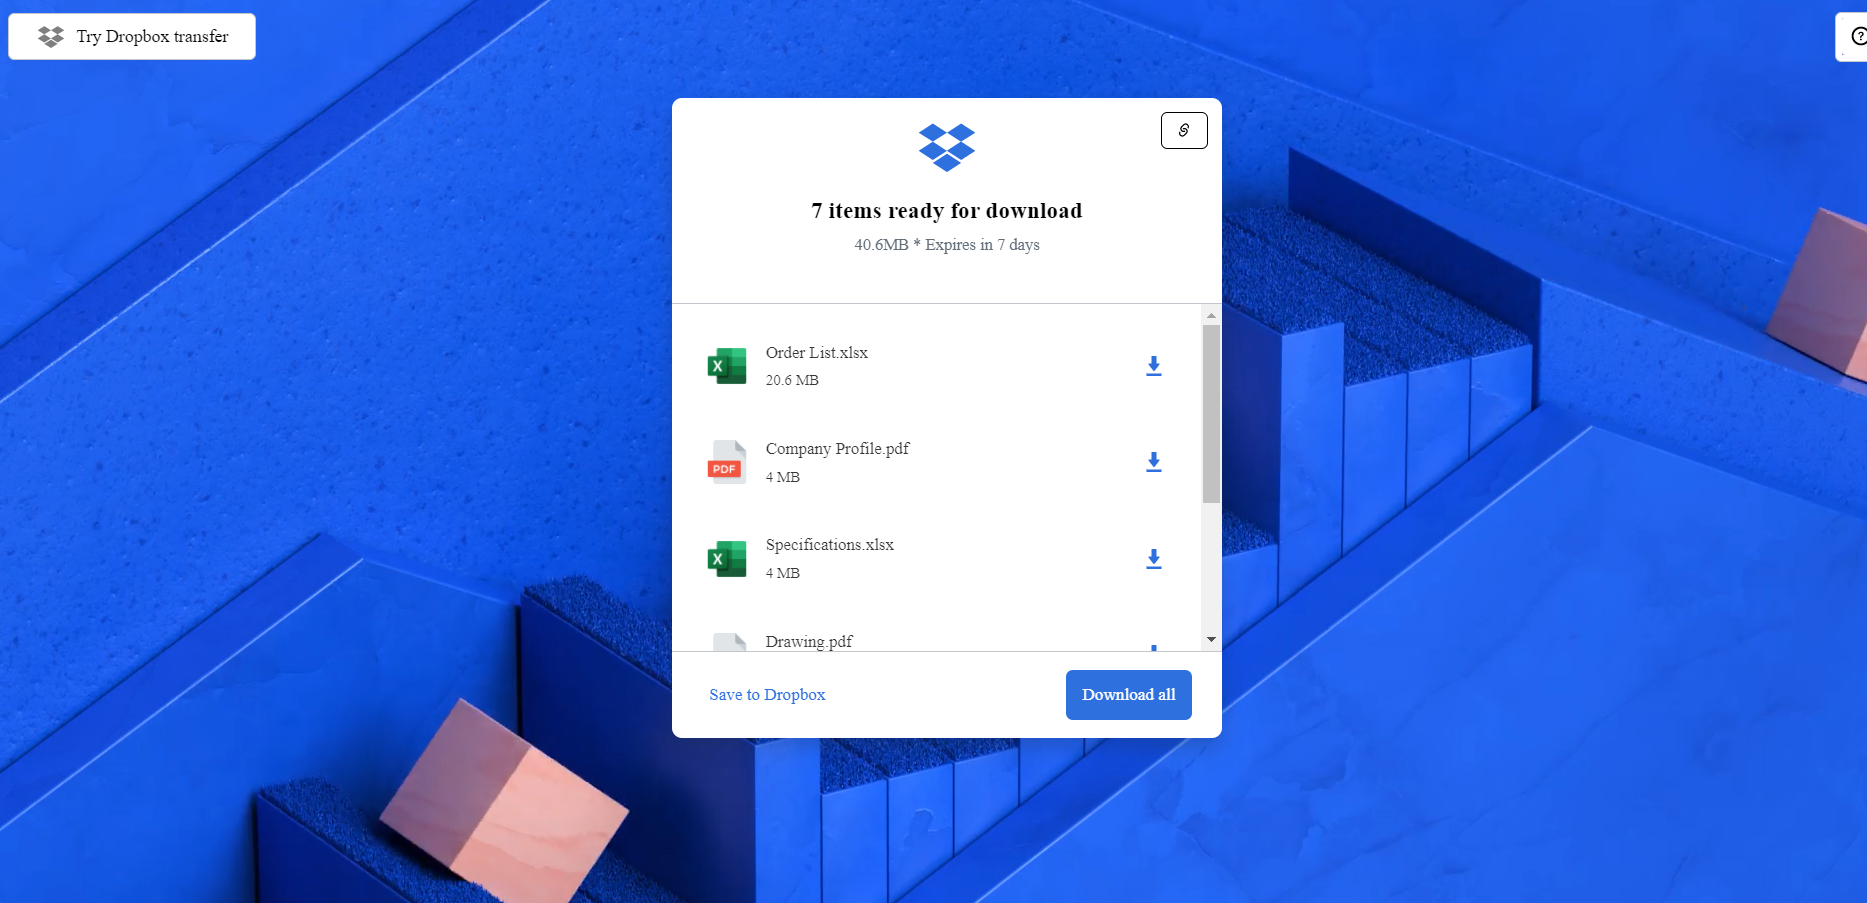 Try Dropbox transfer
7 items ready for download
40.6MB * Expires in 7 days
Order List.xlsx
20.6 MB
Company Profile.pdf
4 MB
PDF
Specifications.xlsx
4 MB
Drawing.pdf
Save to Dropbox
Download all